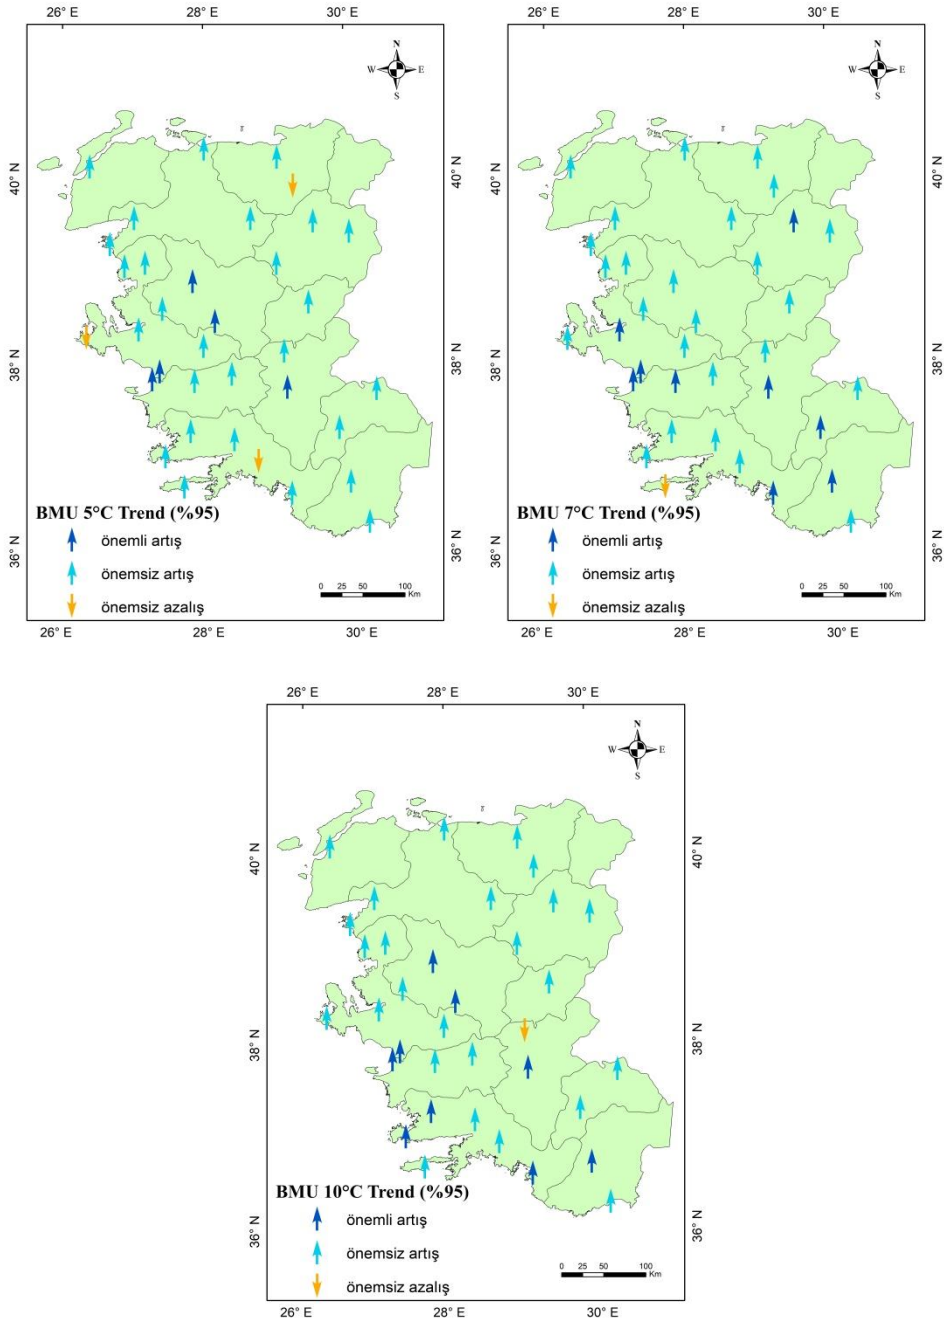 26° E 28° E 30° E
N
W E
S
40° N 40° N
38° N 38° N
36° N 36° N
BMU 5°C Trend (%95)
önemli artış
önemsiz artış
önemsiz azalış
0 25 50 100
Km
26° E 28° E 30° E
26° E 28° E 30° E
N
W E
S
40° N 40° N
38° N 38° N
36° N 36° N
BMU 7°C Trend (%95)
önemli artış
önemsiz artış
önemsiz azalış
0 25 50 100
Km
26° E 28° E 30° E
26° E 28° E 30° E
N
W E
S
40° N 40° N
38° N 38° N
36° N 36° N
BMU 10°C Trend (%95)
önemli artış
önemsiz artış
önemsiz azalış
0 25 50 100
Km
26° E 28° E 30° E